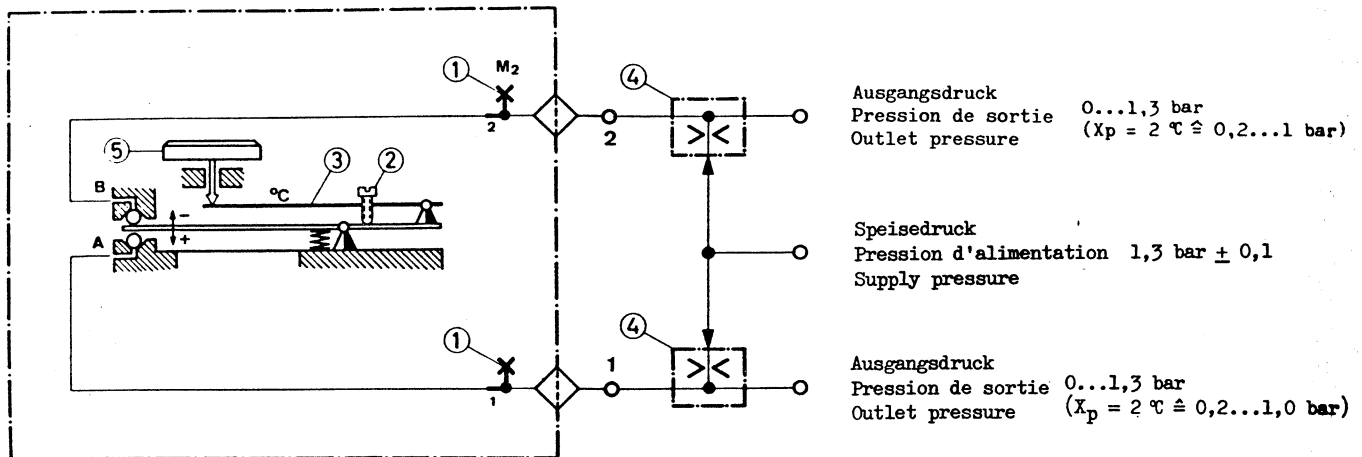 ① M₂
④
Ausgangsdruck
Pression de sortie 0...1,3 bar
Outlet pressure (Xp = 2 °C ≙ 0,2...1 bar)
2
2
⑤
③ ②
°C
B
-
+
A
Speisedruck
Pression d'alimentation 1,3 bar ± 0,1
Supply pressure
① 
④
1
1
Ausgangsdruck
Pression de sortie 0...1,3 bar
Outlet pressure (Xp = 2 °C ≙ 0,2...1,0 bar)